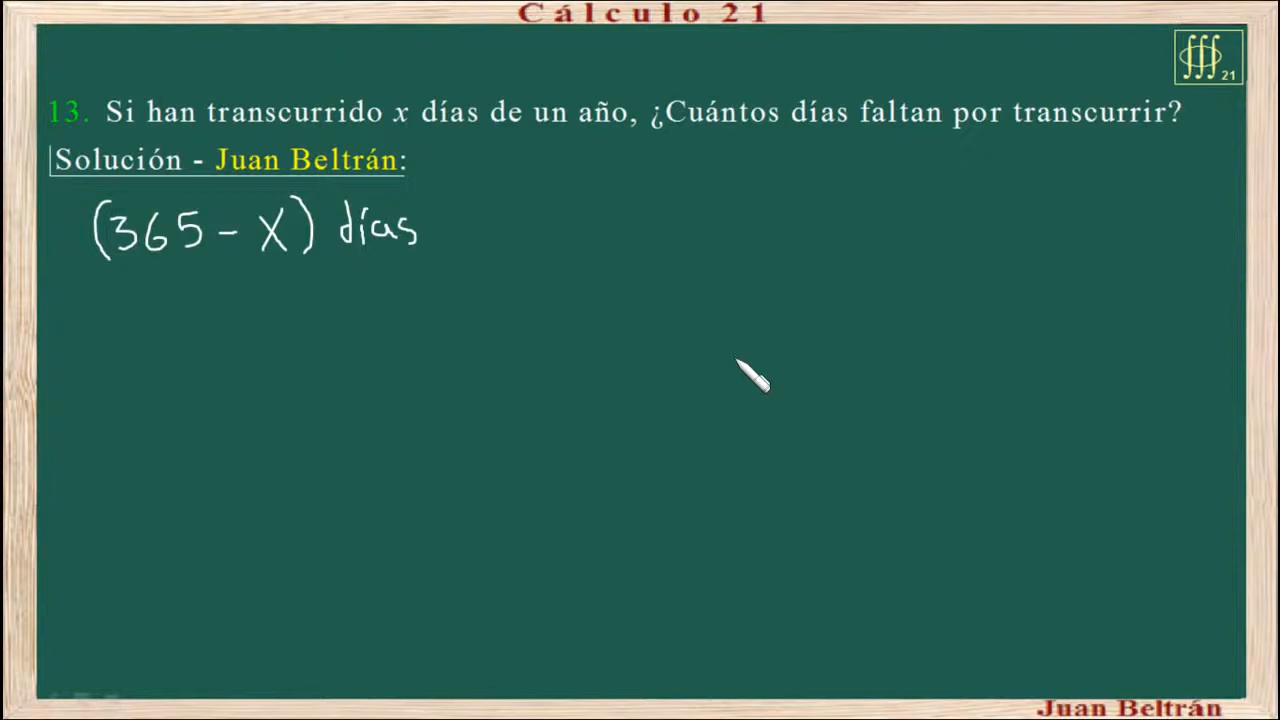 Cálculo 21
∭ 21
13. Si han transcurrido x días de un año, ¿Cuántos días faltan por transcurrir?
Solución - Juan Beltrán:
(365 - X) días
Juan Beltrán